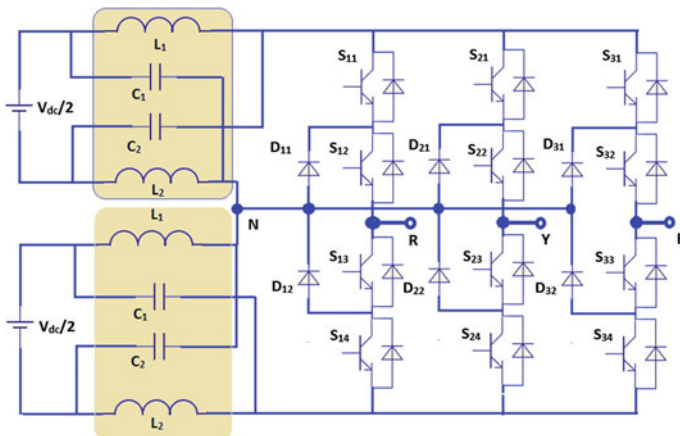 L1
S11
S21
S31
Vdc/2
C1
C2
D11
S12
D21
S22
D31
S32
L2
L1
N
R
Y
S13
S23
S33
D12
D22
D32
C1
Vdc/2
C2
S14
S24
S34
L2